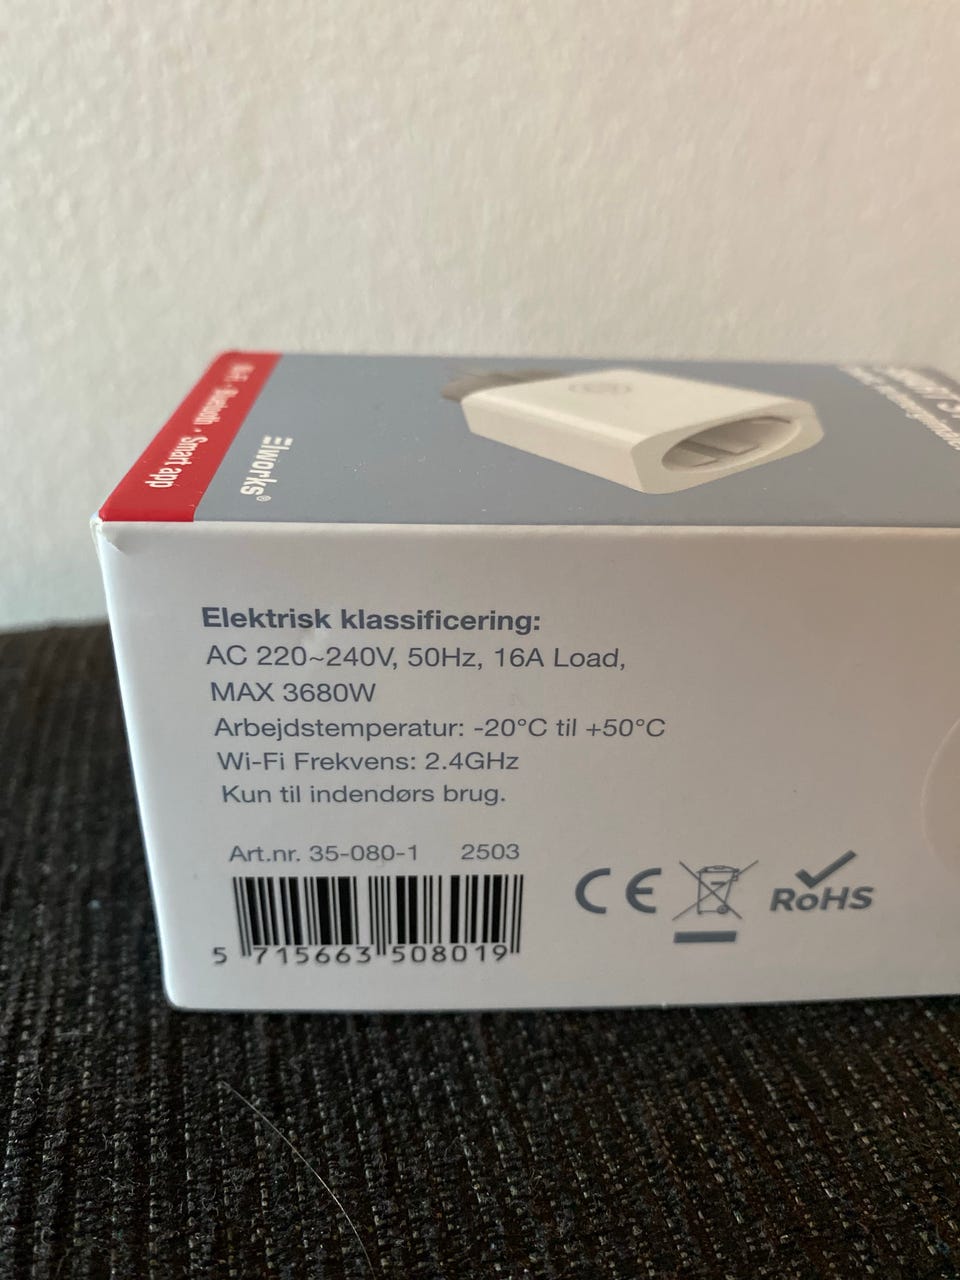 Wi-Fi · Bluetooth · Smart app
Elworks®
Elektrisk klassificering:
AC 220~240V, 50Hz, 16A Load,
MAX 3680W
Arbejdstemperatur: -20°C til +50°C
Wi-Fi Frekvens: 2.4GHz
Kun til indendørs brug.
Art.nr. 35-080-1 2503
5 715663 508019
CE
RoHS